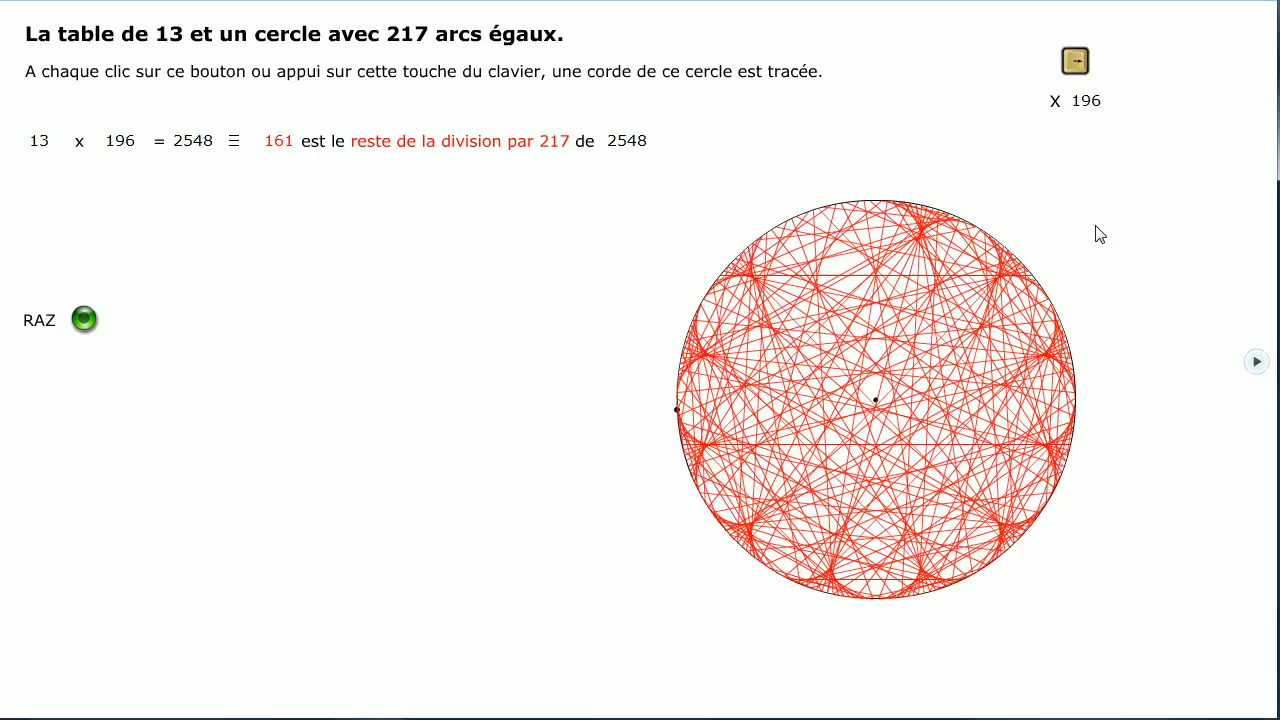 La table de 13 et un cercle avec 217 arcs égaux.
A chaque clic sur ce bouton ou appui sur cette touche du clavier, une corde de ce cercle est tracée.
X 196
13 x 196 = 2548 ≡ 161 est le reste de la division par 217 de 2548
RAZ